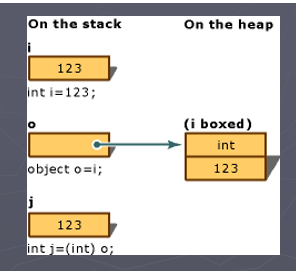 On the stack
On the heap
i
123
int i=123;
o
(i boxed)
int
object o=i;
123
j
123
int j=(int) o;